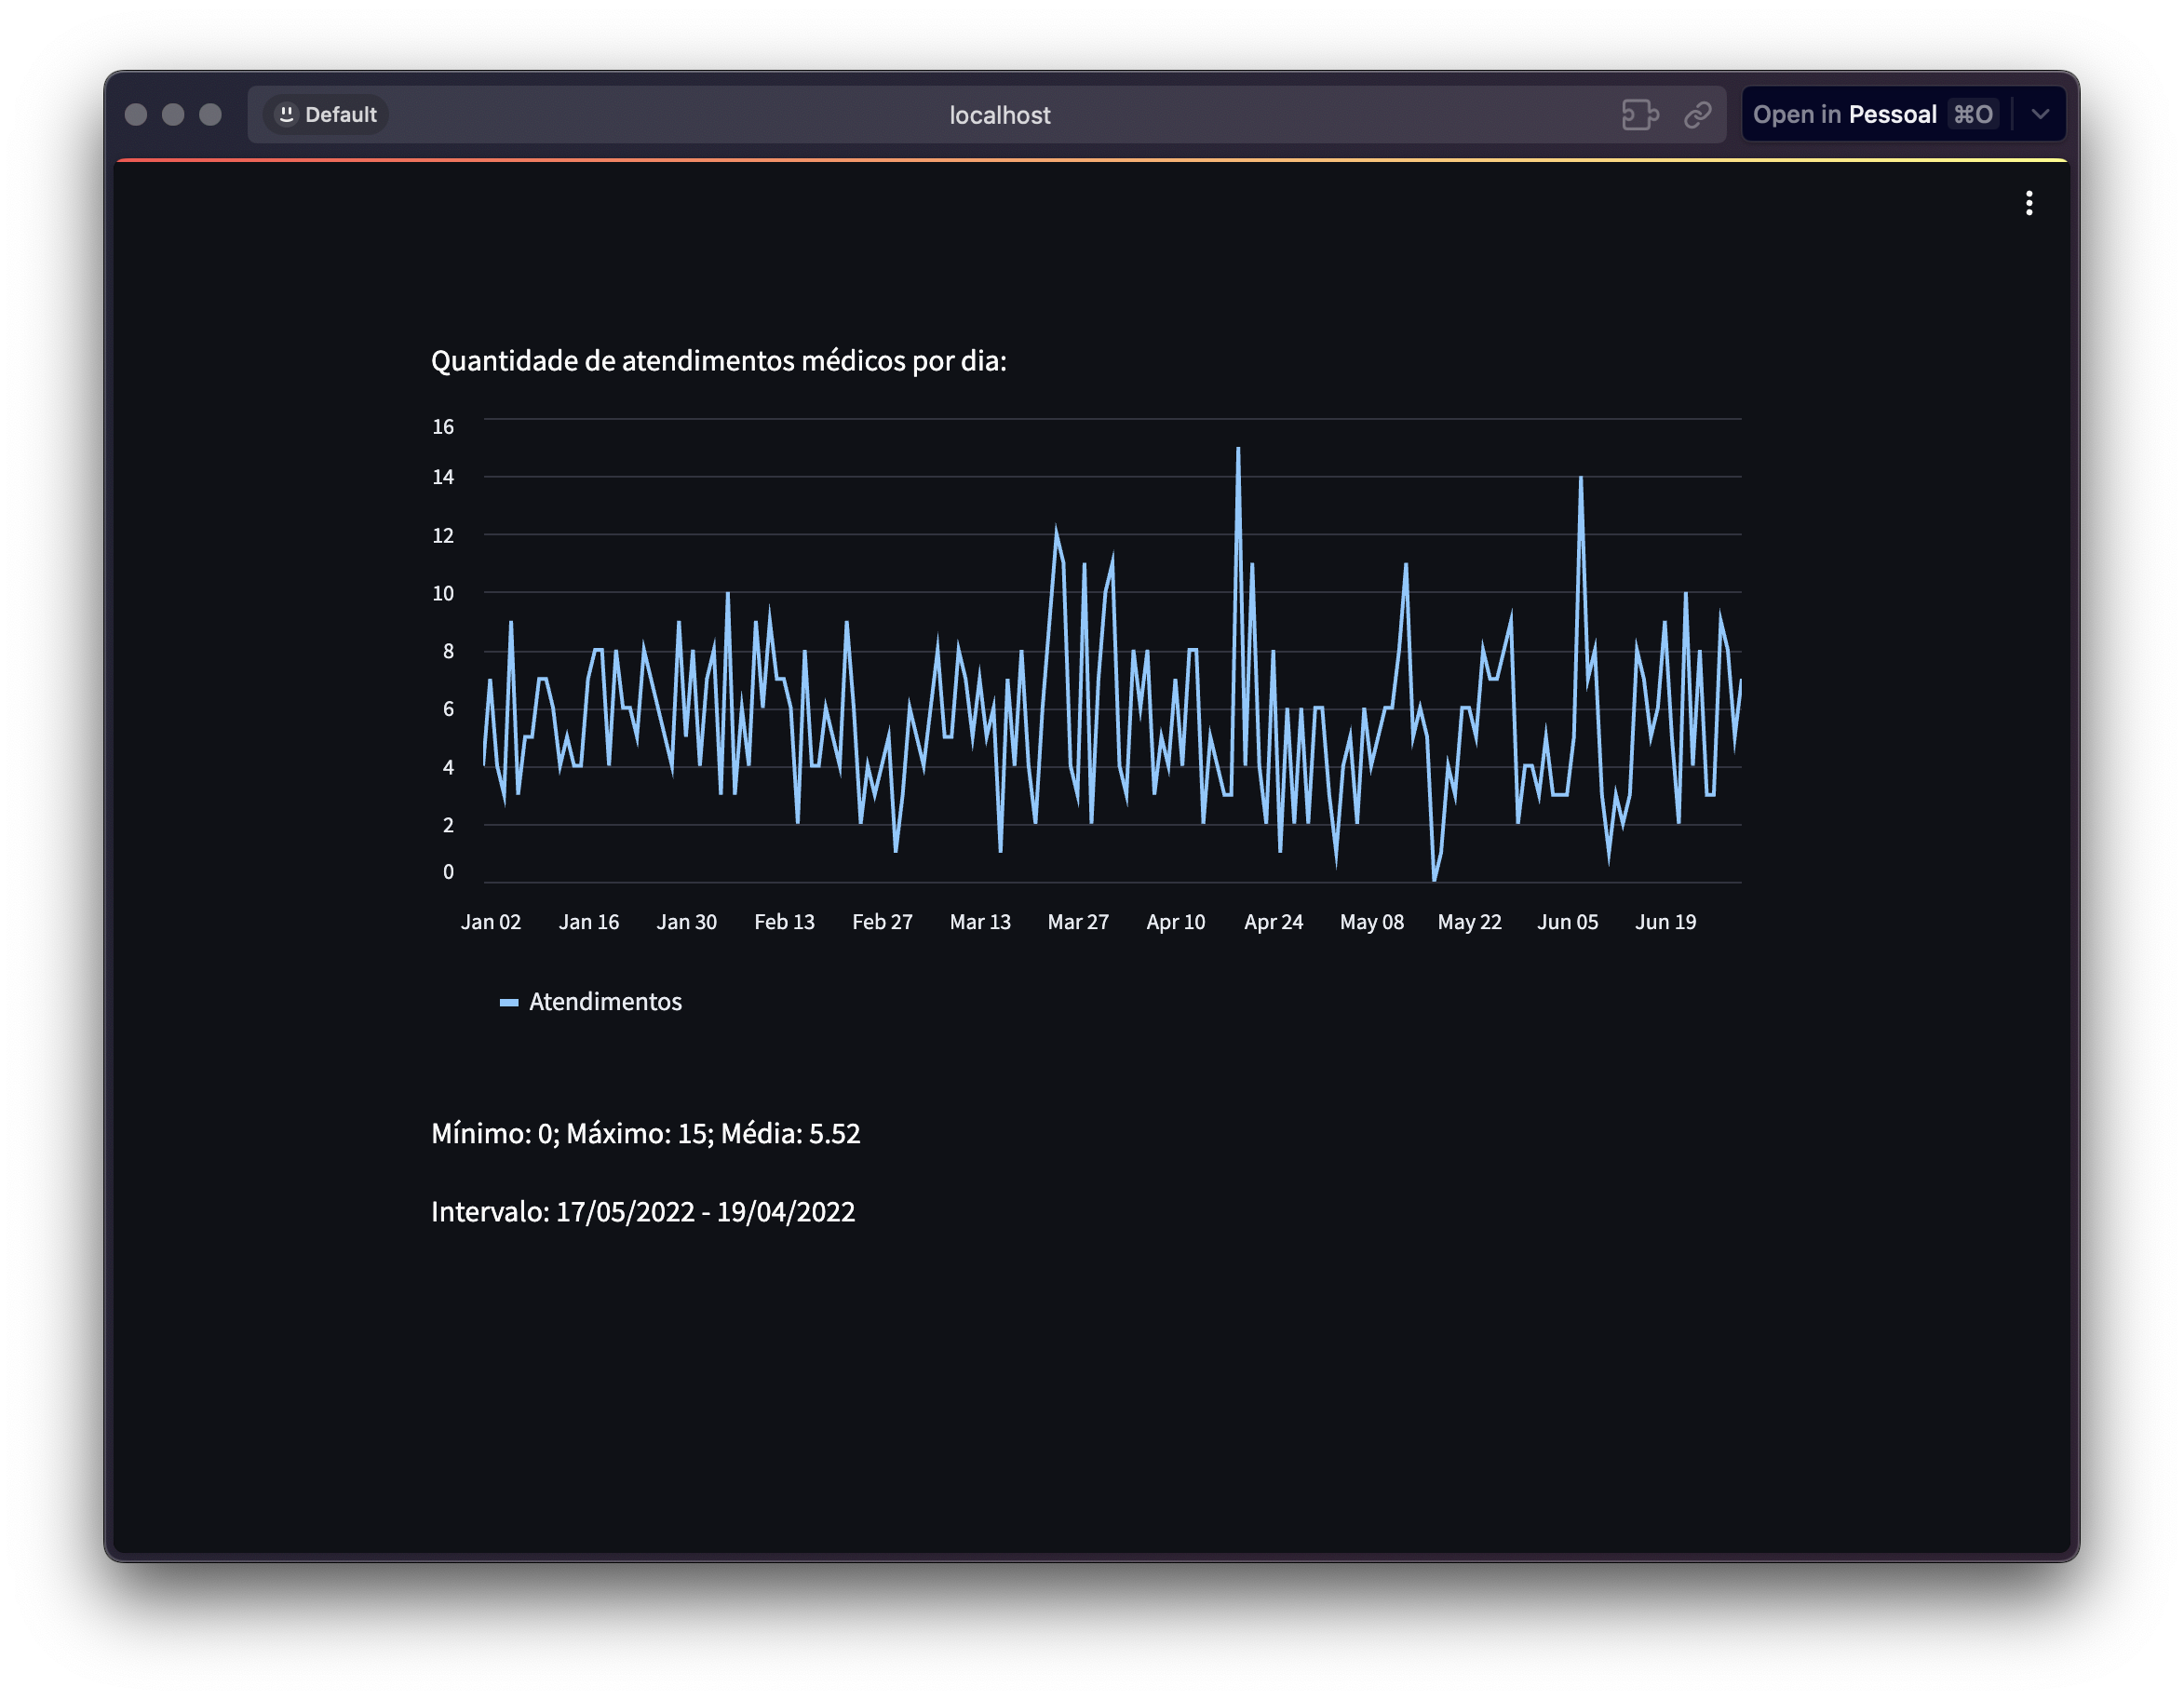 Default
localhost
Open in Pessoal ⌘O
Quantidade de atendimentos médicos por dia:
16
14
12
10
8
6
4
2
0
Jan 02 Jan 16 Jan 30 Feb 13 Feb 27 Mar 13 Mar 27 Apr 10 Apr 24 May 08 May 22 Jun 05 Jun 19
Atendimentos
Mínimo: 0; Máximo: 15; Média: 5.52
Intervalo: 17/05/2022 - 19/04/2022